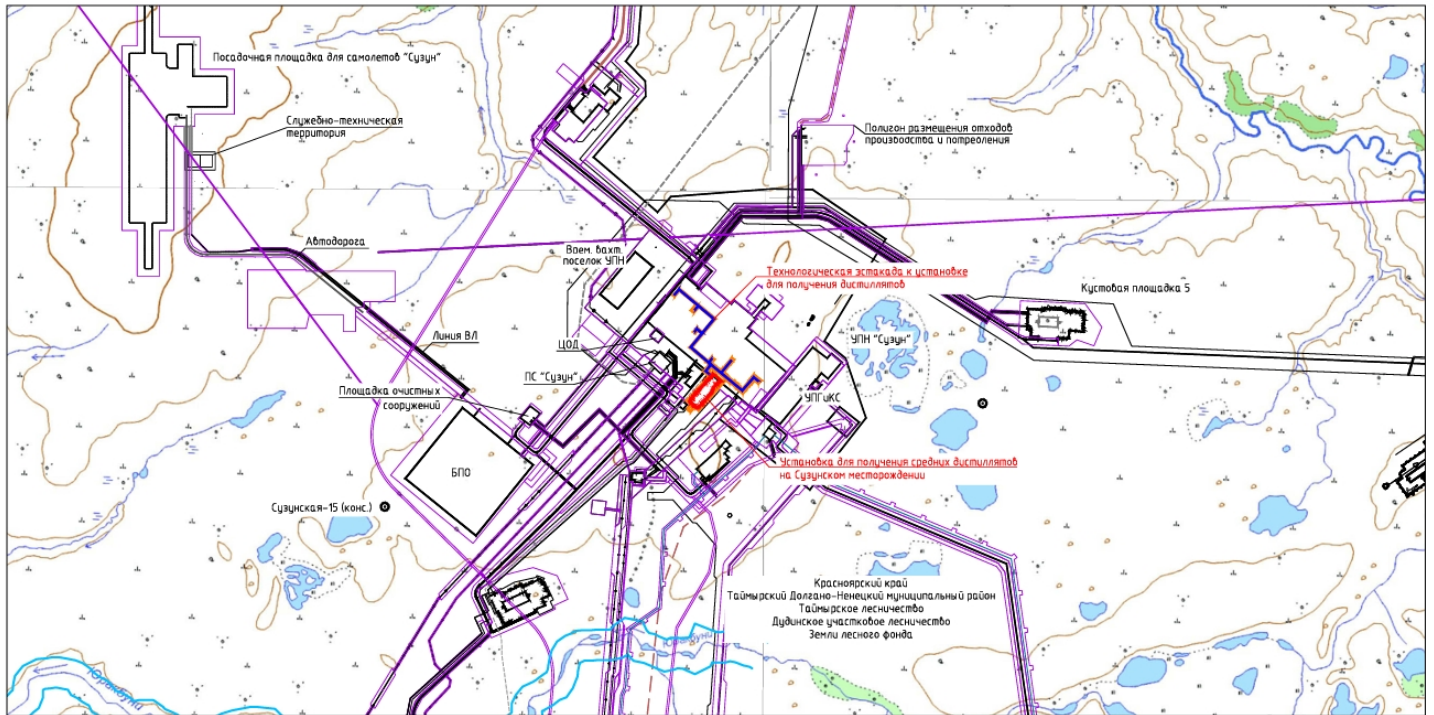 Посадочная площадка для самолетов "Сузун"
Служебно-техническая
территория
Полигон размещения отходов
произоодства и потреоления
Автодорога
Врем. вахт.
поселок УПН
Технологическая эстакада к установке
для получения дистиллятов
Кустовая площадка 5
Линия ВЛ
ЦОД
УПН "Сузун"
ПС "Сузун"
Площадка очистных
сооружений
УПГиКС
БПО
Установка для получения средних дистиллятов
на Сузунском месторождении
Сузунская-15 (конс.)
Красноярский край
Таймырский Долгано-Ненецкий муниципальный район
Таймырское лесничество
Дудинское участковое лесничество
Земли лесного фонда